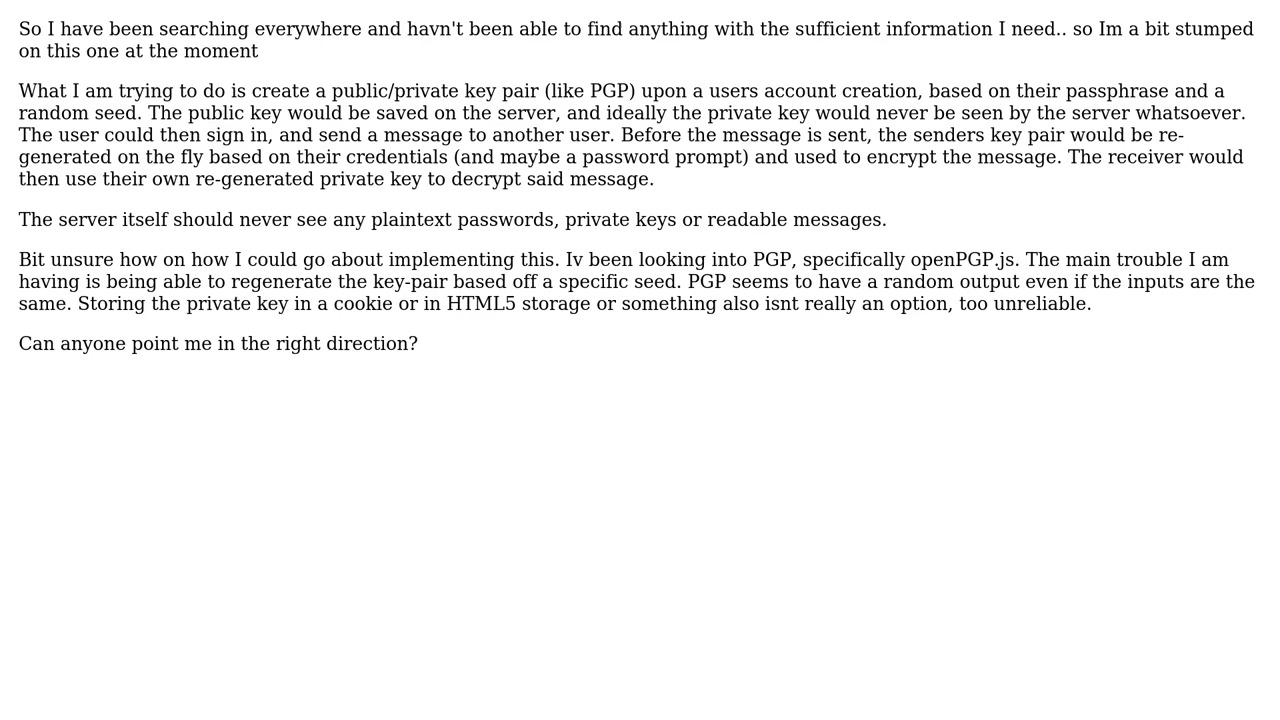 So I have been searching everywhere and havn't been able to find anything with the sufficient information I need.. so Im a bit stumped
on this one at the moment
What I am trying to do is create a public/private key pair (like PGP) upon a users account creation, based on their passphrase and a
random seed. The public key would be saved on the server, and ideally the private key would never be seen by the server whatsoever.
The user could then sign in, and send a message to another user. Before the message is sent, the senders key pair would be re-
generated on the fly based on their credentials (and maybe a password prompt) and used to encrypt the message. The receiver would
then use their own re-generated private key to decrypt said message.
The server itself should never see any plaintext passwords, private keys or readable messages.
Bit unsure how on how I could go about implementing this. Iv been looking into PGP, specifically openPGP.js. The main trouble I am
having is being able to regenerate the key-pair based off a specific seed. PGP seems to have a random output even if the inputs are the
same. Storing the private key in a cookie or in HTML5 storage or something also isnt really an option, too unreliable.
Can anyone point me in the right direction?